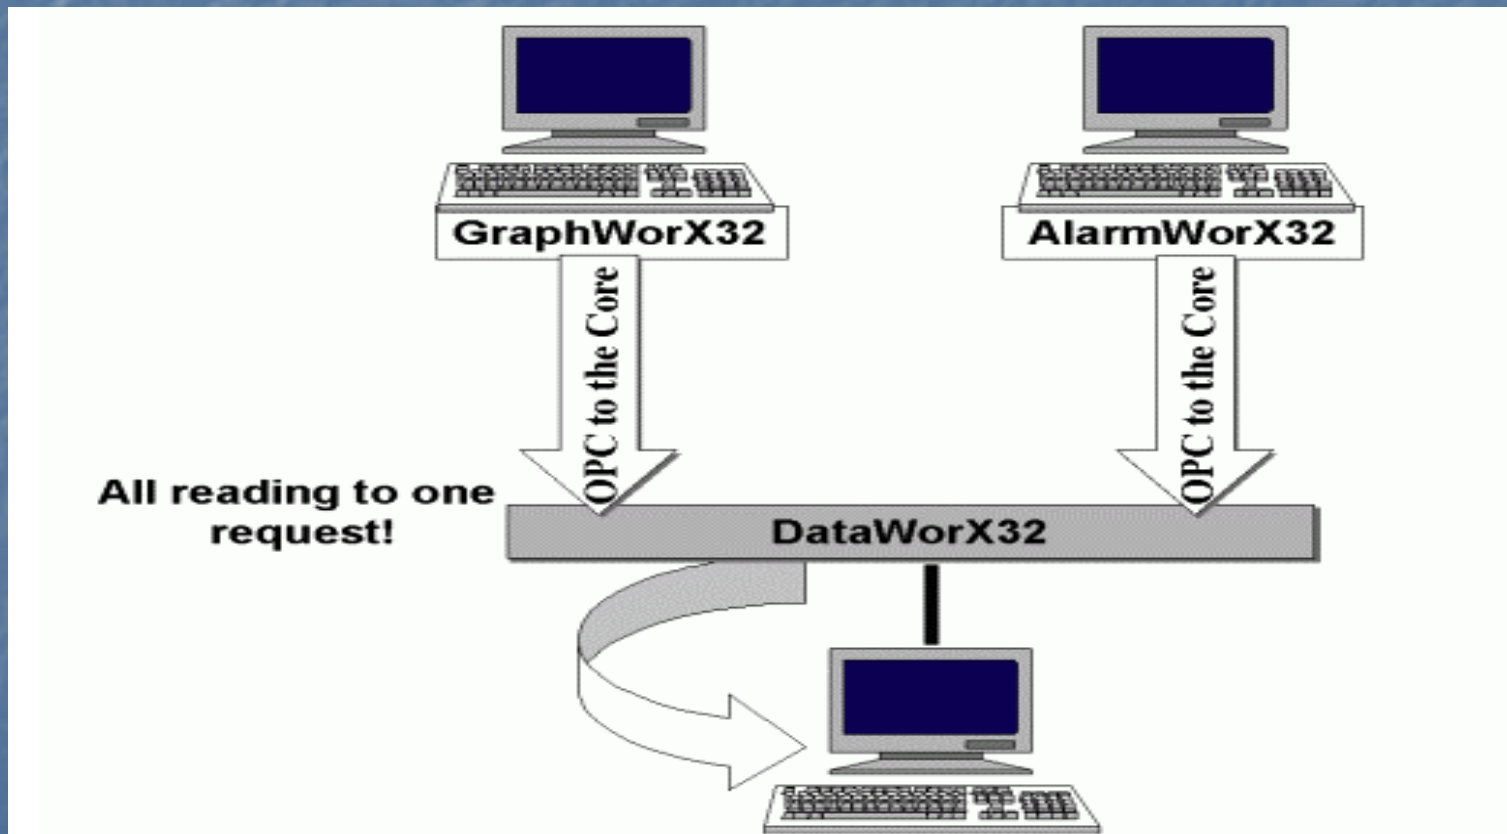 GraphWorX32
AlarmWorX32
OPC to the Core
OPC to the Core
All reading to one
request!
DataWorX32